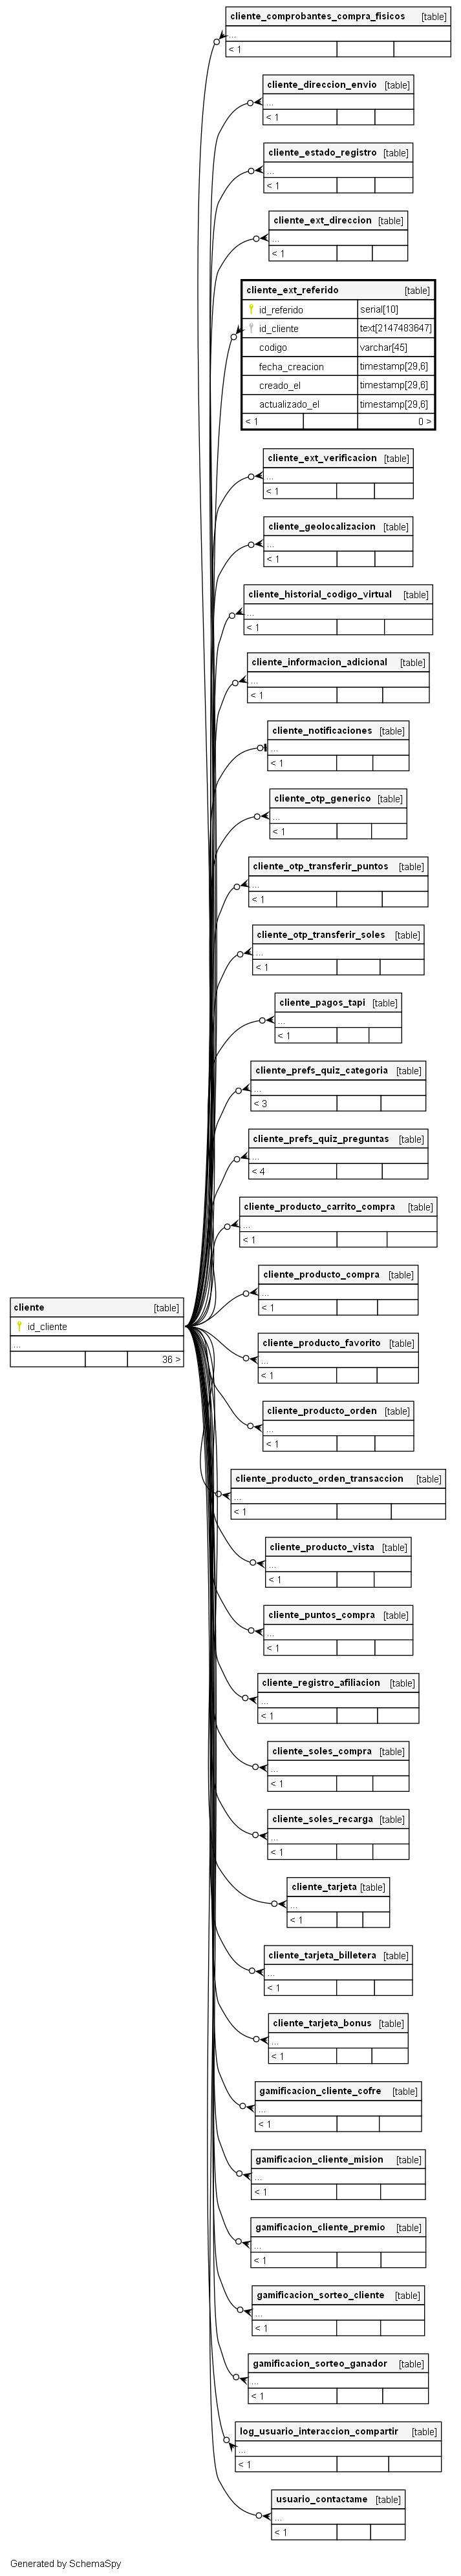 cliente_comprobantes_compra_fisicos [table]
...
< 1
cliente_direccion_envio [table]
...
< 1
cliente_estado_registro [table]
...
< 1
cliente_ext_direccion [table]
...
< 1
cliente_ext_referido [table]
id_referido serial[10]
id_cliente text[2147483647]
codigo varchar[45]
fecha_creacion timestamp[29,6]
creado_el timestamp[29,6]
actualizado_el timestamp[29,6]
< 1 0 >
cliente_ext_verificacion [table]
...
< 1
cliente_geolocalizacion [table]
...
< 1
cliente_historial_codigo_virtual [table]
...
< 1
cliente_informacion_adicional [table]
...
< 1
cliente_notificaciones [table]
...
< 1
cliente_otp_generico [table]
...
< 1
cliente_otp_transferir_puntos [table]
...
< 1
cliente_otp_transferir_soles [table]
...
< 1
cliente_pagos_tapi [table]
...
< 1
cliente_prefs_quiz_categoria [table]
...
< 3
cliente_prefs_quiz_preguntas [table]
...
< 4
cliente_producto_carrito_compra [table]
...
< 1
cliente_producto_compra [table]
...
< 1
cliente [table]
id_cliente
...
36 >
cliente_producto_favorito [table]
...
< 1
cliente_producto_orden [table]
...
< 1
cliente_producto_orden_transaccion [table]
...
< 1
cliente_producto_vista [table]
...
< 1
cliente_puntos_compra [table]
...
< 1
cliente_registro_afiliacion [table]
...
< 1
cliente_soles_compra [table]
...
< 1
cliente_soles_recarga [table]
...
< 1
cliente_tarjeta [table]
...
< 1
cliente_tarjeta_billetera [table]
...
< 1
cliente_tarjeta_bonus [table]
...
< 1
gamificacion_cliente_cofre [table]
...
< 1
gamificacion_cliente_mision [table]
...
< 1
gamificacion_cliente_premio [table]
...
< 1
gamificacion_sorteo_cliente [table]
...
< 1
gamificacion_sorteo_ganador [table]
...
< 1
log_usuario_interaccion_compartir [table]
...
< 1
usuario_contactame [table]
...
< 1
Generated by SchemaSpy